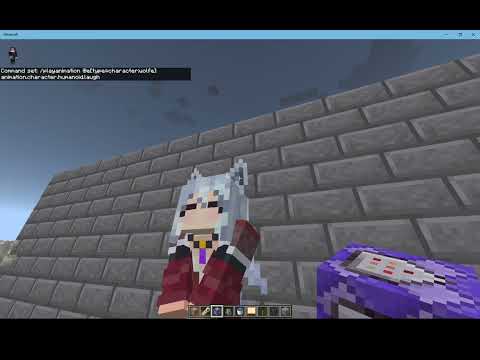 Minecraft
Command set: /playanimation @e[type=character:wolfe]
animation.character.humanoid.laugh